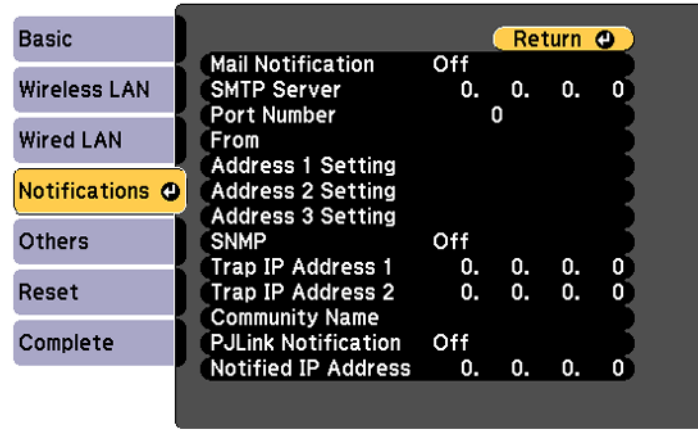 Basic
Wireless LAN
Wired LAN
Notifications
Others
Reset
Complete
Return
Mail Notification Off
SMTP Server 0. 0. 0. 0
Port Number 0
From
Address 1 Setting
Address 2 Setting
Address 3 Setting
SNMP Off
Trap IP Address 1 0. 0. 0. 0
Trap IP Address 2 0. 0. 0. 0
Community Name
PJLink Notification Off
Notified IP Address 0. 0. 0. 0